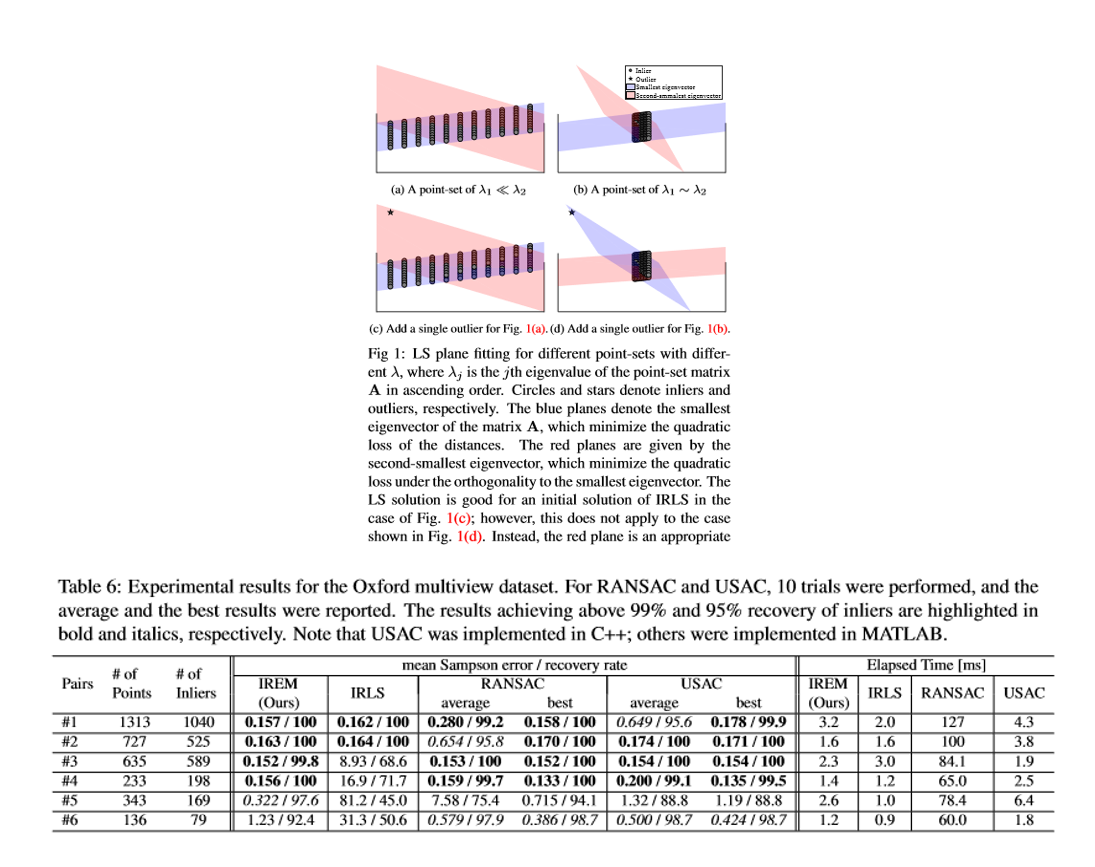 Inlier
Outlier
Smallest eigenvector
Second-smmalest eigenvector
(a) A point-set of λ1 ≪ λ2
(b) A point-set of λ1 ∼ λ2
(c) Add a single outlier for Fig. 1(a). (d) Add a single outlier for Fig. 1(b).
Fig 1: LS plane fitting for different point-sets with differ-
ent λ, where λj is the jth eigenvalue of the point-set matrix
A in ascending order. Circles and stars denote inliers and
outliers, respectively. The blue planes denote the smallest
eigenvector of the matrix A, which minimize the quadratic
loss of the distances. The red planes are given by the
second-smallest eigenvector, which minimize the quadratic
loss under the orthogonality to the smallest eigenvector. The
LS solution is good for an initial solution of IRLS in the
case of Fig. 1(c); however, this does not apply to the case
shown in Fig. 1(d). Instead, the red plane is an appropriate
Table 6: Experimental results for the Oxford multiview dataset. For RANSAC and USAC, 10 trials were performed, and the
average and the best results were reported. The results achieving above 99% and 95% recovery of inliers are highlighted in
bold and italics, respectively. Note that USAC was implemented in C++; others were implemented in MATLAB.
Pairs # of Points # of Inliers mean Sampson error / recovery rate Elapsed Time [ms]
IREM (Ours) IRLS RANSAC USAC IREM (Ours) IRLS RANSAC USAC
average best average best
#1 1313 1040 0.157 / 100 0.162 / 100 0.280 / 99.2 0.158 / 100 0.649 / 95.6 0.178 / 99.9 3.2 2.0 127 4.3
#2 727 525 0.163 / 100 0.164 / 100 0.654 / 95.8 0.170 / 100 0.174 / 100 0.171 / 100 1.6 1.6 100 3.8
#3 635 589 0.152 / 99.8 8.93 / 68.6 0.153 / 100 0.152 / 100 0.154 / 100 0.154 / 100 2.3 3.0 84.1 1.9
#4 233 198 0.156 / 100 16.9 / 71.7 0.159 / 99.7 0.133 / 100 0.200 / 99.1 0.135 / 99.5 1.4 1.2 65.0 2.5
#5 343 169 0.322 / 97.6 81.2 / 45.0 7.58 / 75.4 0.715 / 94.1 1.32 / 88.8 1.19 / 88.8 2.6 1.0 78.4 6.4
#6 136 79 1.23 / 92.4 31.3 / 50.6 0.579 / 97.9 0.386 / 98.7 0.500 / 98.7 0.424 / 98.7 1.2 0.9 60.0 1.8